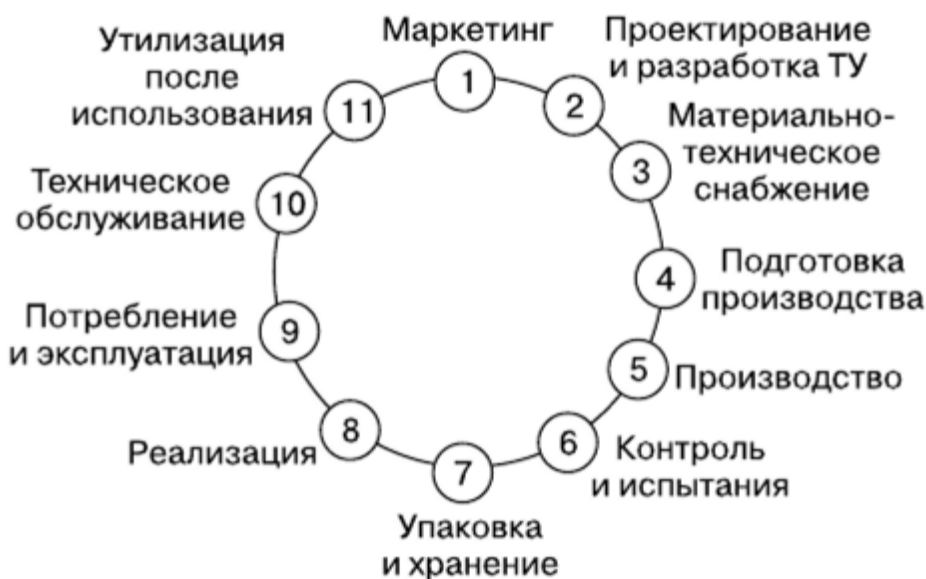 Маркетинг
1
Проектирование
и разработка ТУ
2
Материально-
техническое
снабжение
3
Подготовка
производства
4
Производство
5
Контроль
и испытания
6
Упаковка
и хранение
7
Реализация
8
Потребление
и эксплуатация
9
Техническое
обслуживание
10
Утилизация
после
использования
11